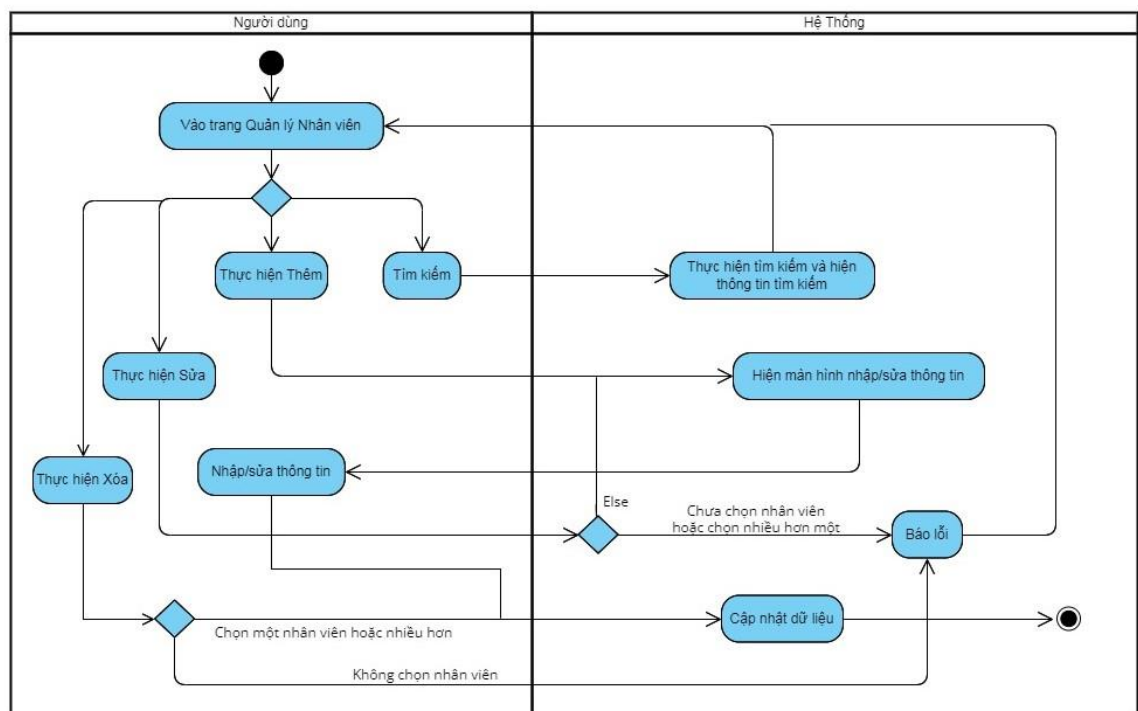 Người dùng
Hệ Thống
Vào trang Quản lý Nhân viên
Thực hiện Thêm
Tìm kiếm
Thực hiện tìm kiếm và hiện
thông tin tìm kiếm
Thực hiện Sửa
Hiện màn hình nhập/sửa thông tin
Thực hiện Xóa
Nhập/sửa thông tin
Else
Chưa chọn nhân viên
hoặc chọn nhiều hơn một
Báo lỗi
Chọn một nhân viên hoặc nhiều hơn
Cập nhật dữ liệu
Không chọn nhân viên